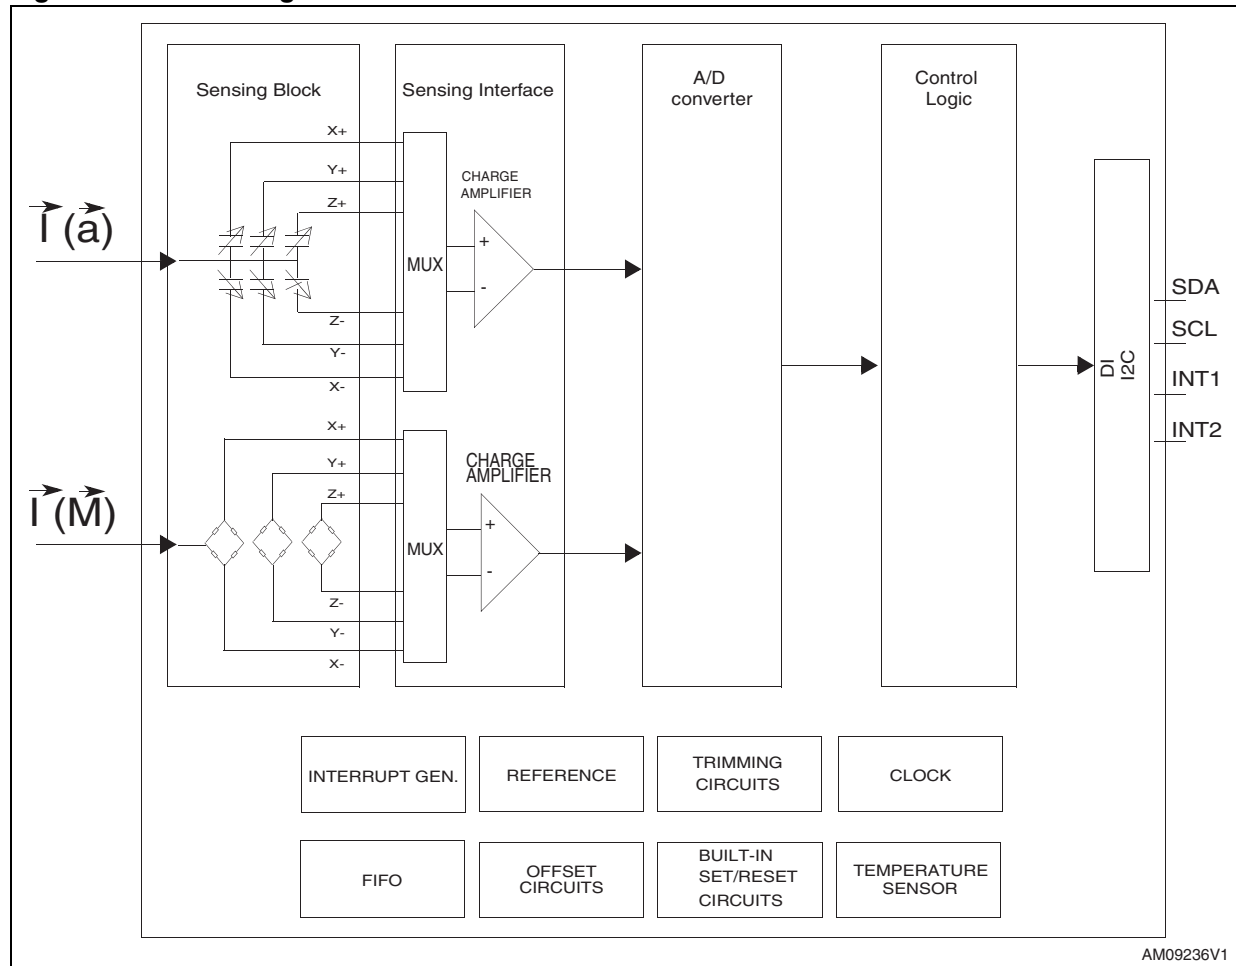 Sensing Block
Sensing Interface
A/D
converter
Control
Logic
X+
Y+
Z+
CHARGE
AMPLIFIER
I (a)
+
MUX
-
Z-
Y-
X-
SDA
SCL
INT1
INT2
DI
I2C
X+
Y+
Z+
CHARGE
AMPLIFIER
I (M)
+
MUX
-
Z-
Y-
X-
INTERRUPT GEN.
REFERENCE
TRIMMING
CIRCUITS
CLOCK
FIFO
OFFSET
CIRCUITS
BUILT-IN
SET/RESET
CIRCUITS
TEMPERATURE
SENSOR
AM09236V1